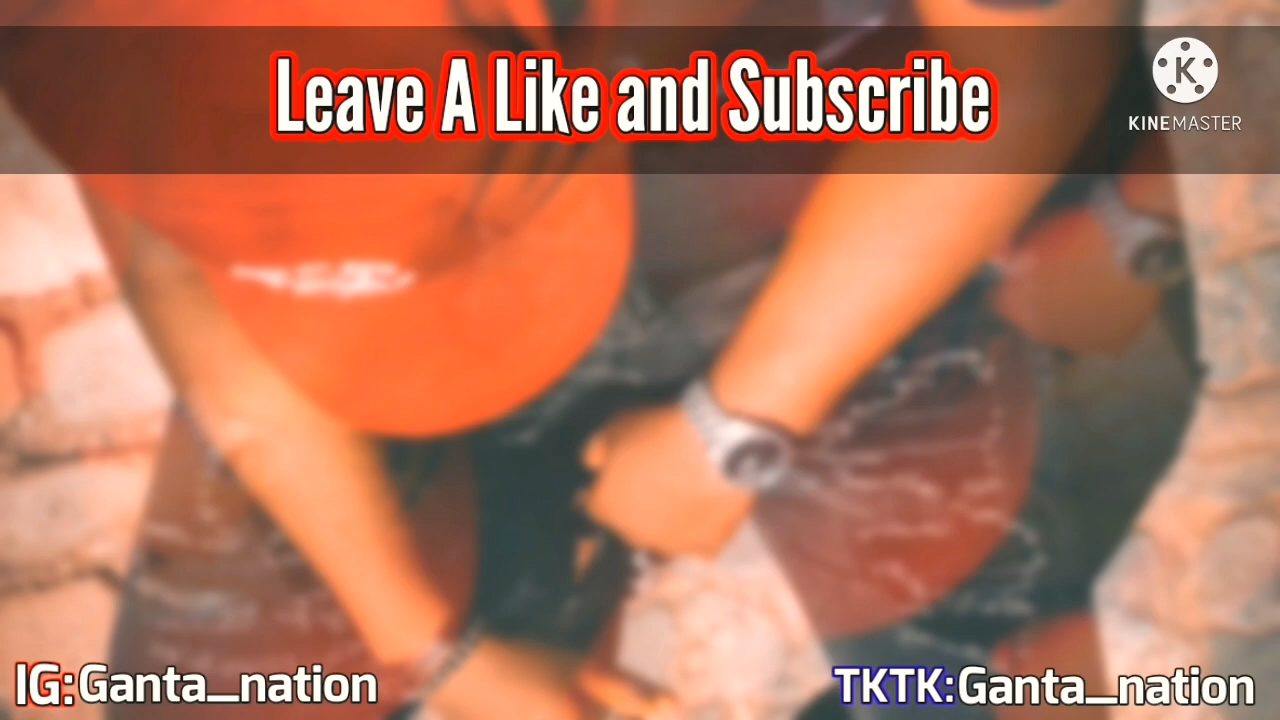 Leave A Like and Subscribe
K
KINEMASTER
IG:Ganta_nation
TKTK:Ganta_nation